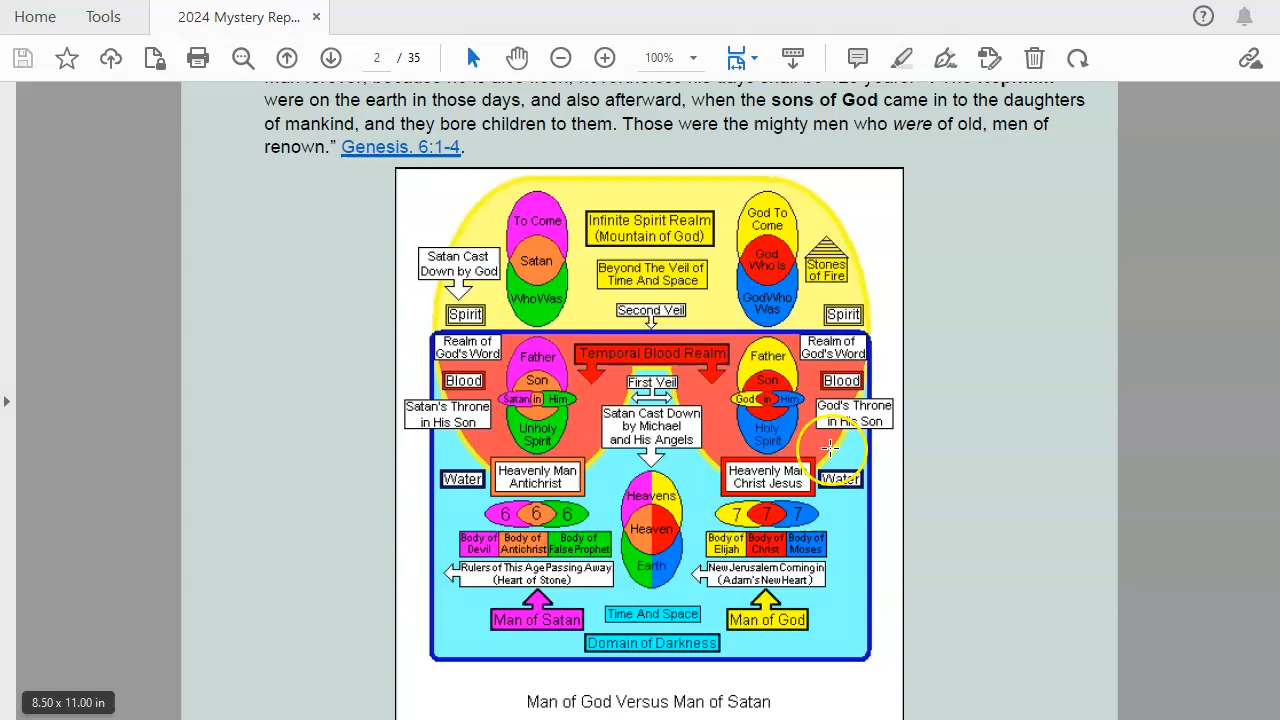 Home
Tools
2024 Mystery Rep...
2 / 35
100%
were on the earth in those days, and also afterward, when the sons of God came in to the daughters
of mankind, and they bore children to them. Those were the mighty men who were of old, men of
renown.” Genesis. 6:1-4.
To Come
Satan
WhoWas
Infinite Spirit Realm
(Mountain of God)
God To
Come
God
Who Is
GodWho
Was
Satan Cast
Down by God
Beyond The Veil of
Time And Space
Stones
of Fire
Second Veil
Spirit
Spirit
Realm of
God's Word
Father
Son
Satan in Him
Unholy
Spirit
Temporal Blood Realm
Father
Son
God in Him
Holy
Spirit
Realm of
God's Word
Blood
First Veil
Blood
Satan's Throne
in His Son
Satan Cast Down
by Michael
and His Angels
God's Throne
in His Son
Water
Heavenly Man
Antichrist
Heavenly Man
Christ Jesus
Water
6 6 6
Heavens
Heaven
Earth
7 7 7
Body of
Devil
Body of
Antichrist
Body of
False Prophet
Body of
Elijah
Body of
Christ
Body of
Moses
Rulers of This Age Passing Away
(Heart of Stone)
New Jerusalem Coming in
(Adam's New Heart)
Man of Satan
Time And Space
Man of God
Domain of Darkness
Man of God Versus Man of Satan
8.50 x 11.00 in